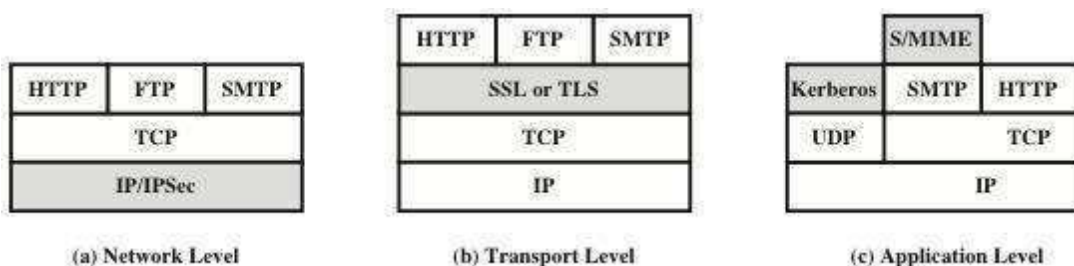 HTTP FTP SMTP
TCP
IP/IPSec
(a) Network Level
HTTP FTP SMTP
SSL or TLS
TCP
IP
(b) Transport Level
S/MIME
Kerberos SMTP HTTP
UDP TCP
IP
(c) Application Level